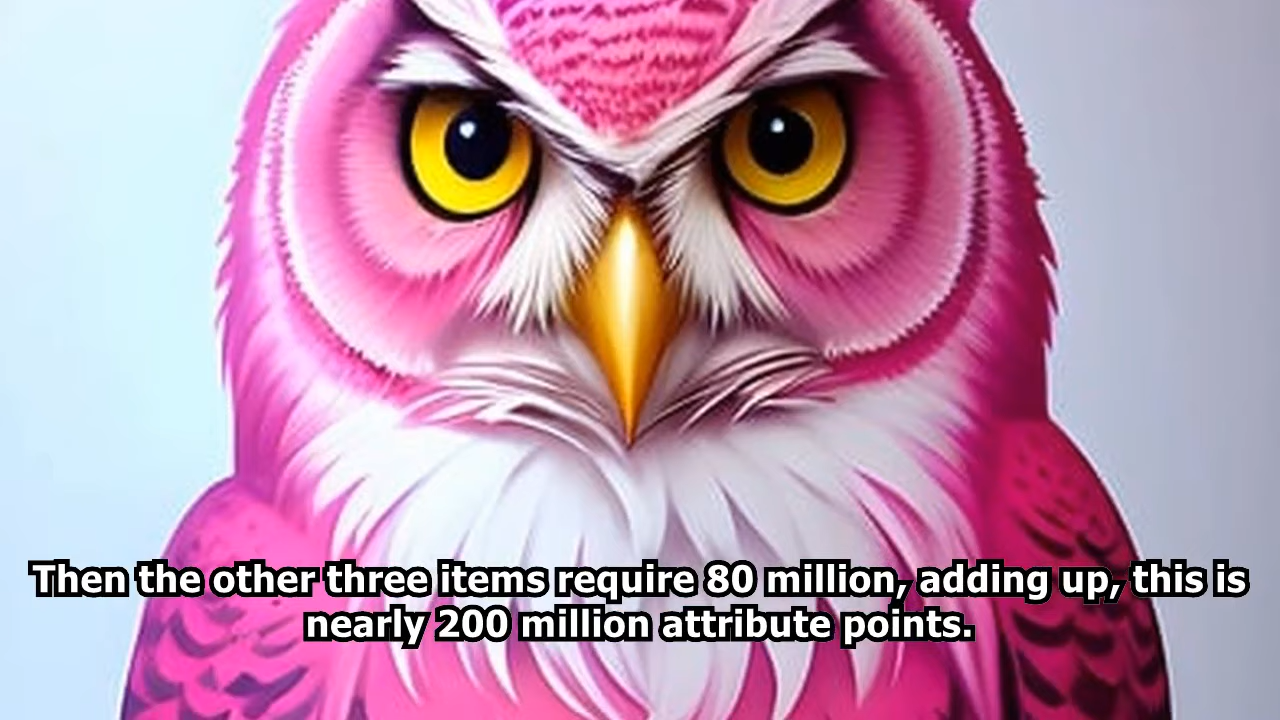 Then the other three items require 80 million, adding up, this is
nearly 200 million attribute points.